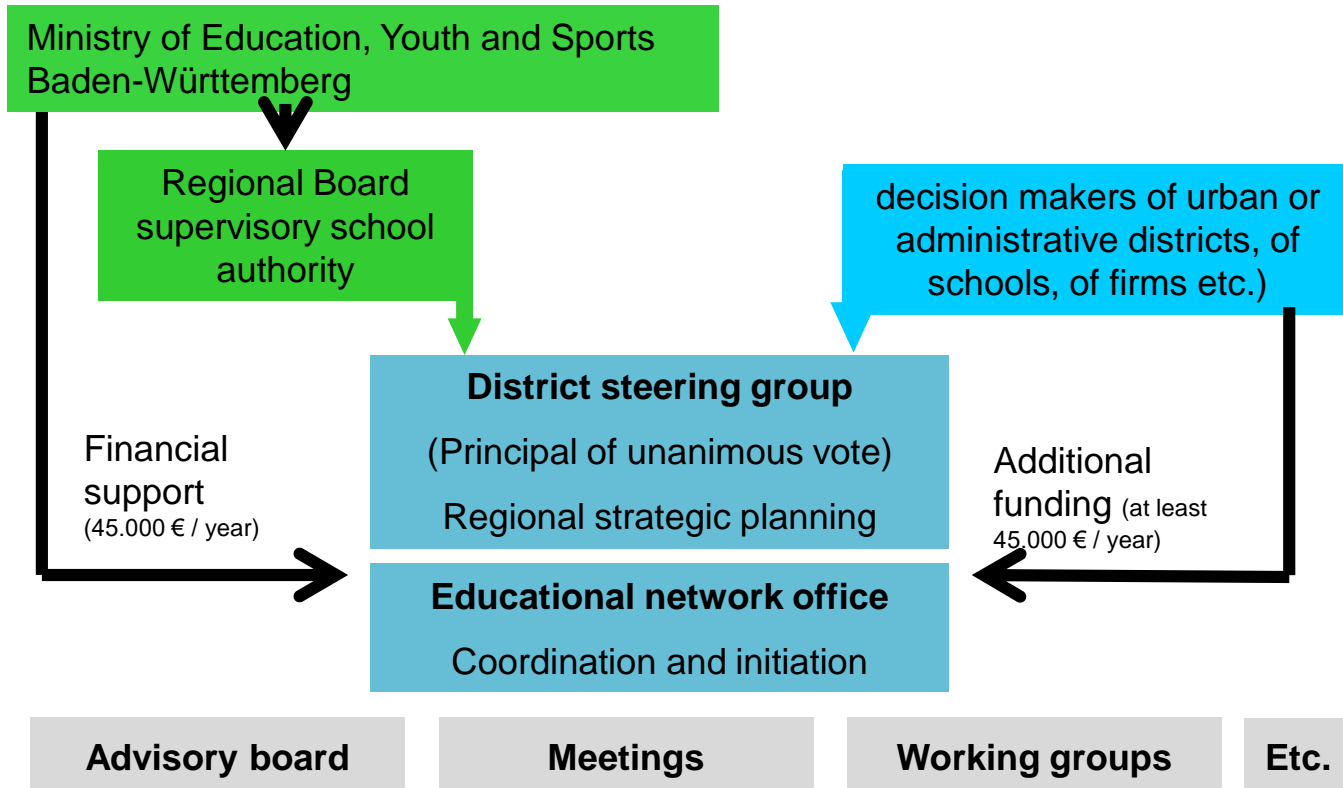 Ministry of Education, Youth and Sports
Baden-Württemberg
Regional Board
supervisory school
authority
decision makers of urban or
administrative districts, of
schools, of firms etc.)
District steering group
(Principal of unanimous vote)
Regional strategic planning
Financial
support
(45.000 € / year)
Additional
funding (at least
45.000 € / year)
Educational network office
Coordination and initiation
Advisory board
Meetings
Working groups
Etc.